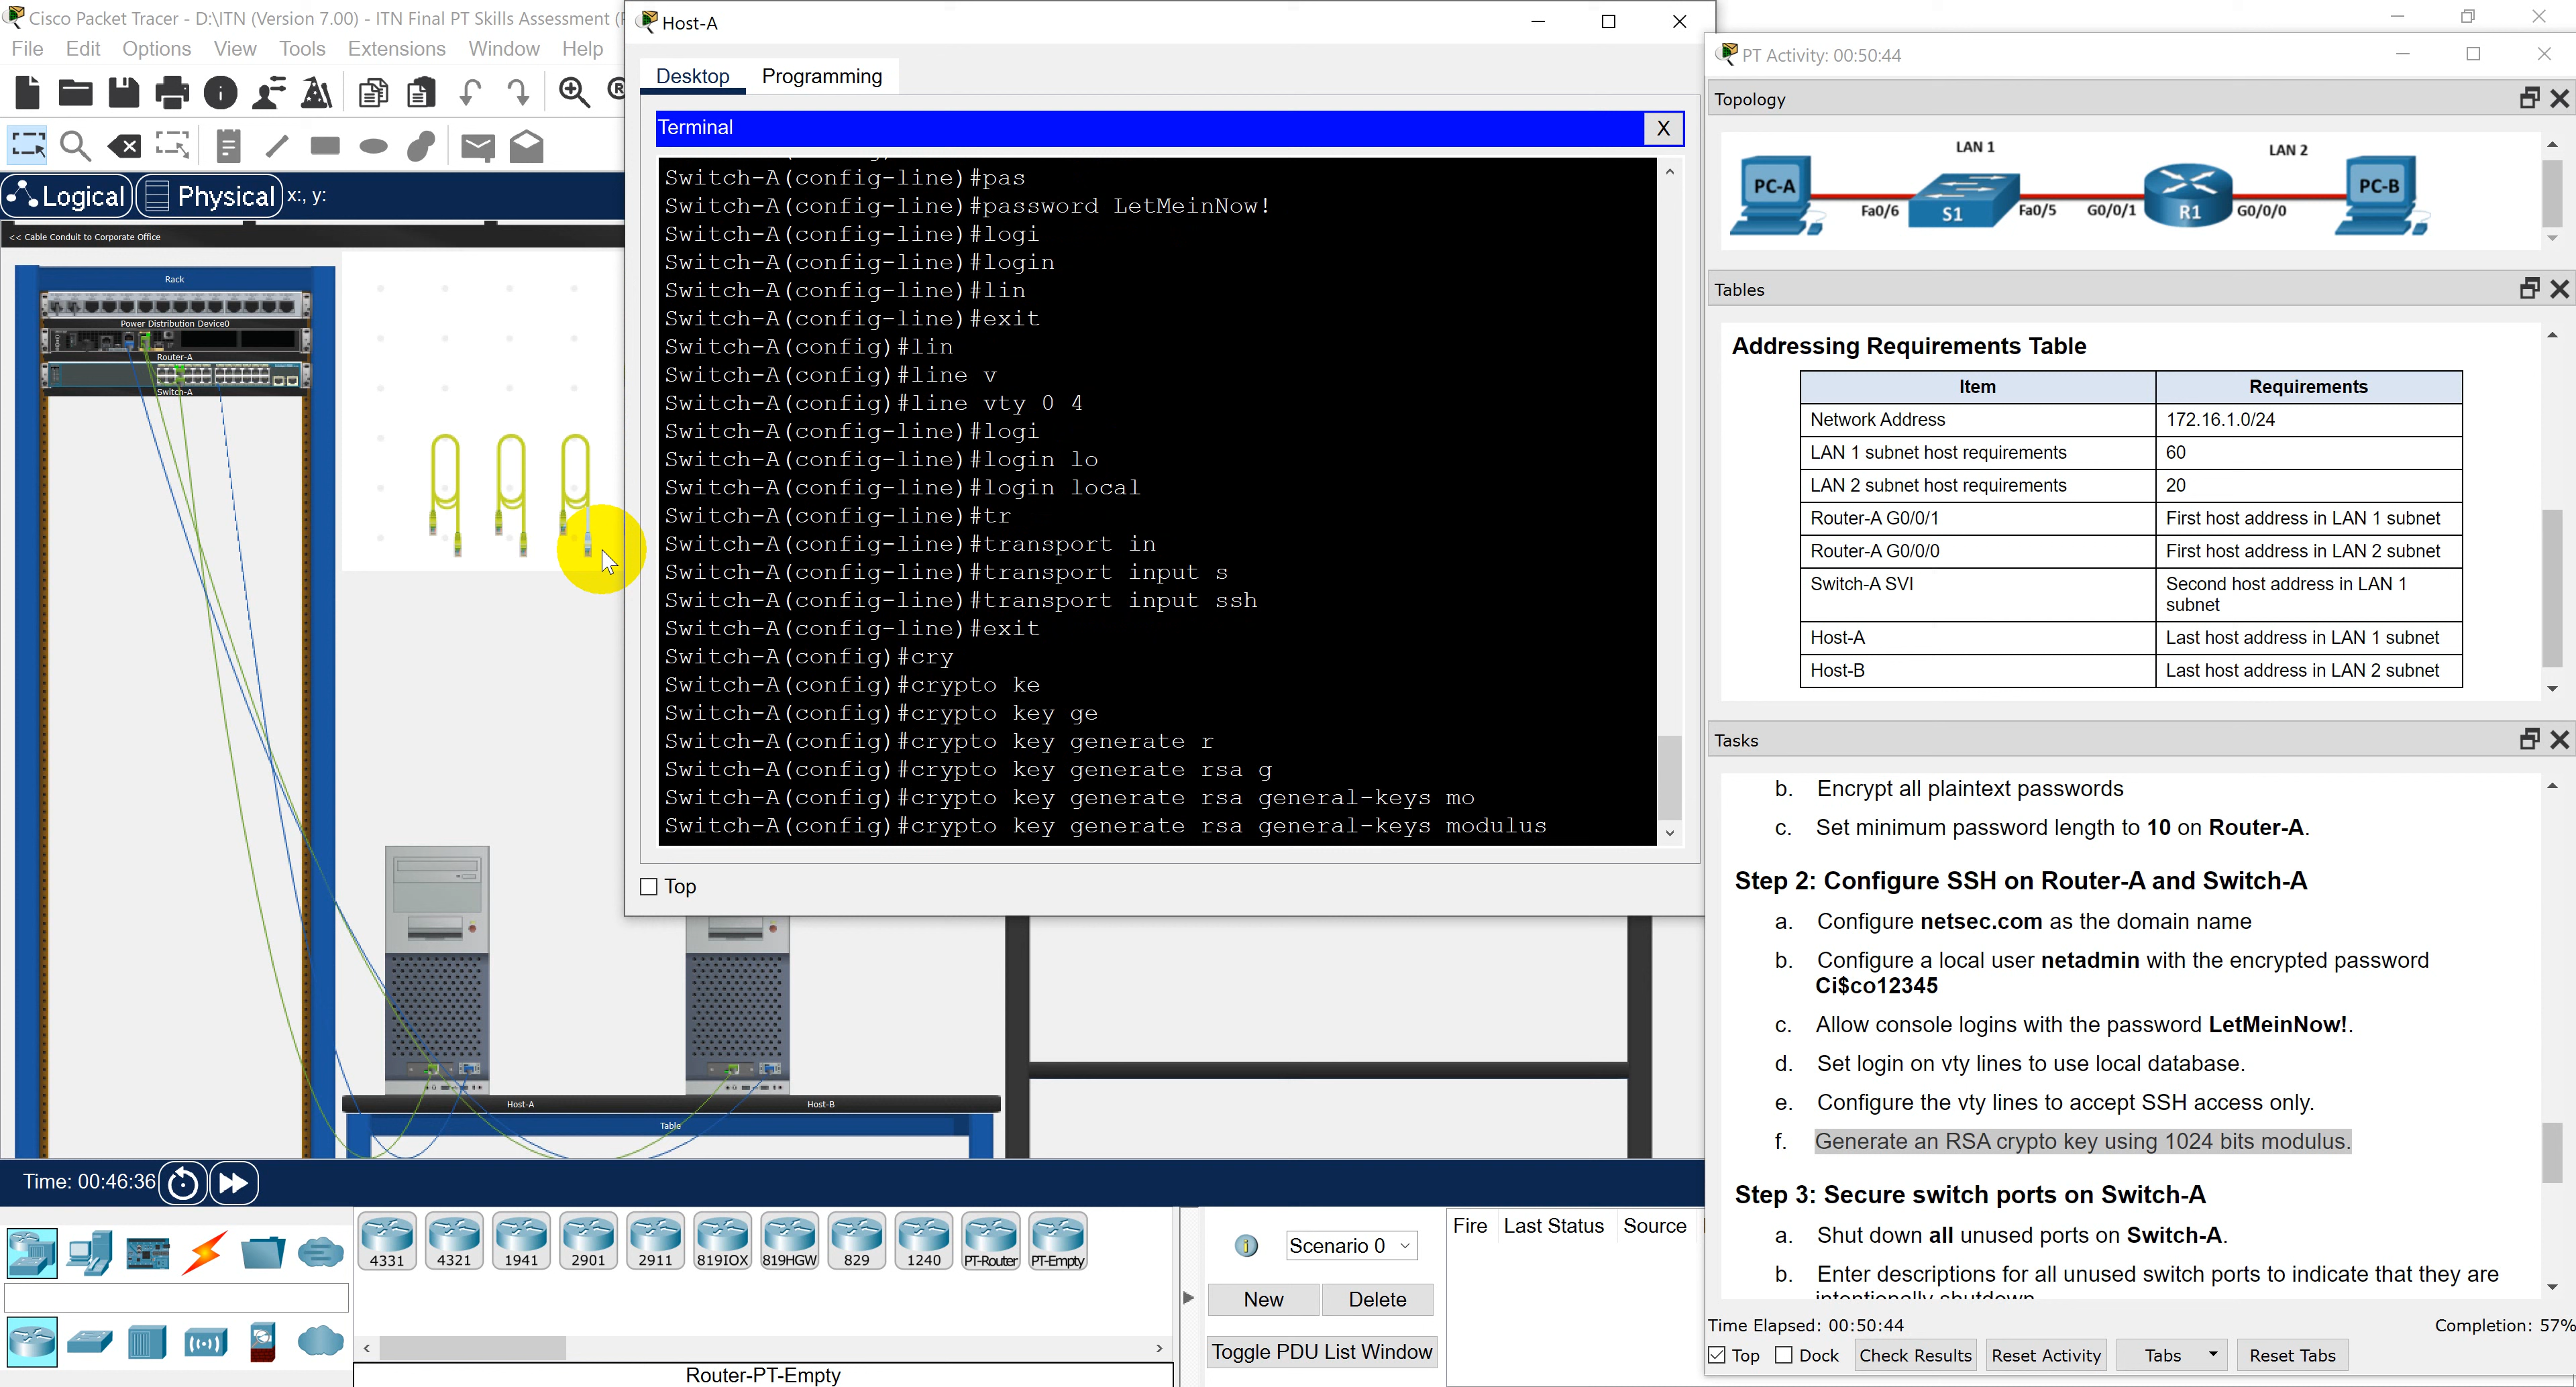 Cisco Packet Tracer - D:\ITN (Version 7.00) - ITN Final PT Skills Assessment
File Edit Options View Tools Extensions Window Help
Logical Physical x:, y:
<< Cable Conduit to Corporate Office
Rack
Power Distribution Device0
Router-A
Switch-A
Host-A
Host-B
Table
Host-A
Desktop Programming
Terminal X
Switch-A(config-line)#pas
Switch-A(config-line)#password LetMeinNow!
Switch-A(config-line)#logi
Switch-A(config-line)#login
Switch-A(config-line)#lin
Switch-A(config-line)#exit
Switch-A(config)#lin
Switch-A(config)#line v
Switch-A(config)#line vty 0 4
Switch-A(config-line)#logi
Switch-A(config-line)#login lo
Switch-A(config-line)#login local
Switch-A(config-line)#tr
Switch-A(config-line)#transport in
Switch-A(config-line)#transport input s
Switch-A(config-line)#transport input ssh
Switch-A(config-line)#exit
Switch-A(config)#cry
Switch-A(config)#crypto ke
Switch-A(config)#crypto key ge
Switch-A(config)#crypto key generate r
Switch-A(config)#crypto key generate rsa g
Switch-A(config)#crypto key generate rsa general-keys mo
Switch-A(config)#crypto key generate rsa general-keys modulus
Top
PT Activity: 00:50:44
Topology
LAN 1 LAN 2
PC-A Fa0/6 S1 Fa0/5 G0/0/1 R1 G0/0/0 PC-B
Tables
Addressing Requirements Table
Item Requirements
Network Address 172.16.1.0/24
LAN 1 subnet host requirements 60
LAN 2 subnet host requirements 20
Router-A G0/0/1 First host address in LAN 1 subnet
Router-A G0/0/0 First host address in LAN 2 subnet
Switch-A SVI Second host address in LAN 1
subnet
Host-A Last host address in LAN 1 subnet
Host-B Last host address in LAN 2 subnet
Tasks
b. Encrypt all plaintext passwords
c. Set minimum password length to 10 on Router-A.
Step 2: Configure SSH on Router-A and Switch-A
a. Configure netsec.com as the domain name
b. Configure a local user netadmin with the encrypted password
Ci$co12345
c. Allow console logins with the password LetMeinNow!.
d. Set login on vty lines to use local database.
e. Configure the vty lines to accept SSH access only.
f. Generate an RSA crypto key using 1024 bits modulus.
Step 3: Secure switch ports on Switch-A
a. Shut down all unused ports on Switch-A.
b. Enter descriptions for all unused switch ports to indicate that they are
intentionally shutdown
Time Elapsed: 00:50:44 Completion: 57%
Top Dock Check Results Reset Activity Tabs Reset Tabs
Time: 00:46:36
4331 4321 1941 2901 2911 819IOX 819HGW 829 1240 PT-Router PT-Empty
Router-PT-Empty
Scenario 0
New Delete
Toggle PDU List Window
Fire Last Status Source